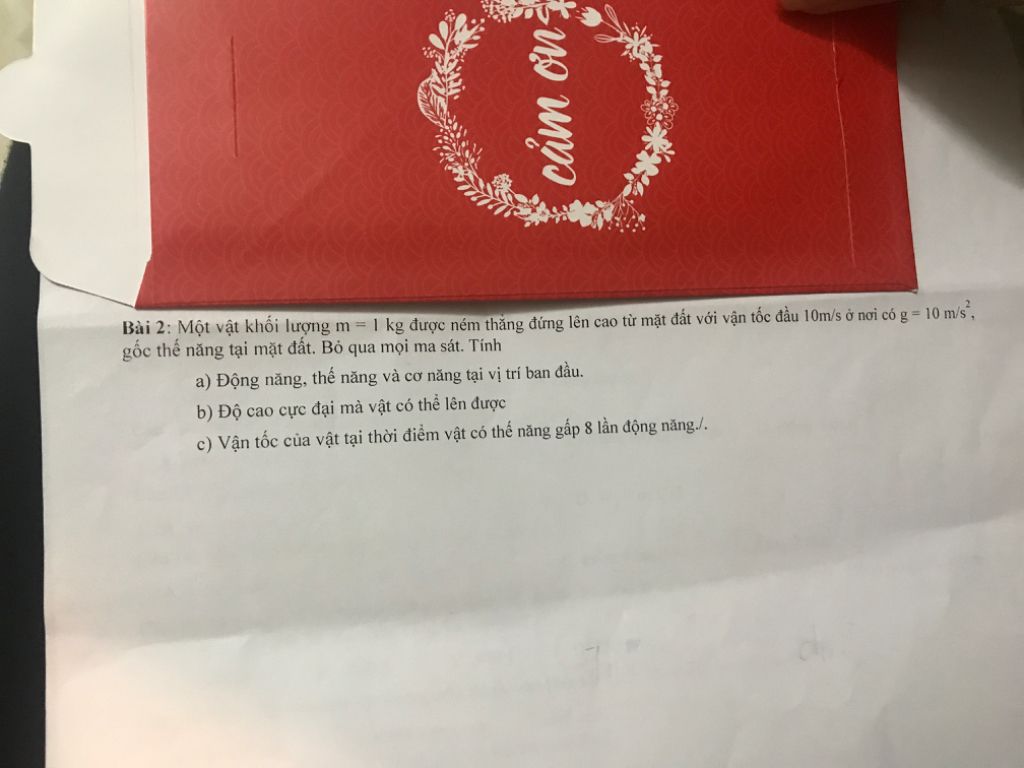 cảm ơn
Bài 2: Một vật khối lượng m = 1 kg được ném thẳng đứng lên cao từ mặt đất với vận tốc đầu 10m/s ở nơi có g = 10 m/s²,
gốc thế năng tại mặt đất. Bỏ qua mọi ma sát. Tính
a) Động năng, thế năng và cơ năng tại vị trí ban đầu.
b) Độ cao cực đại mà vật có thể lên được
c) Vận tốc của vật tại thời điểm vật có thế năng gấp 8 lần động năng./.